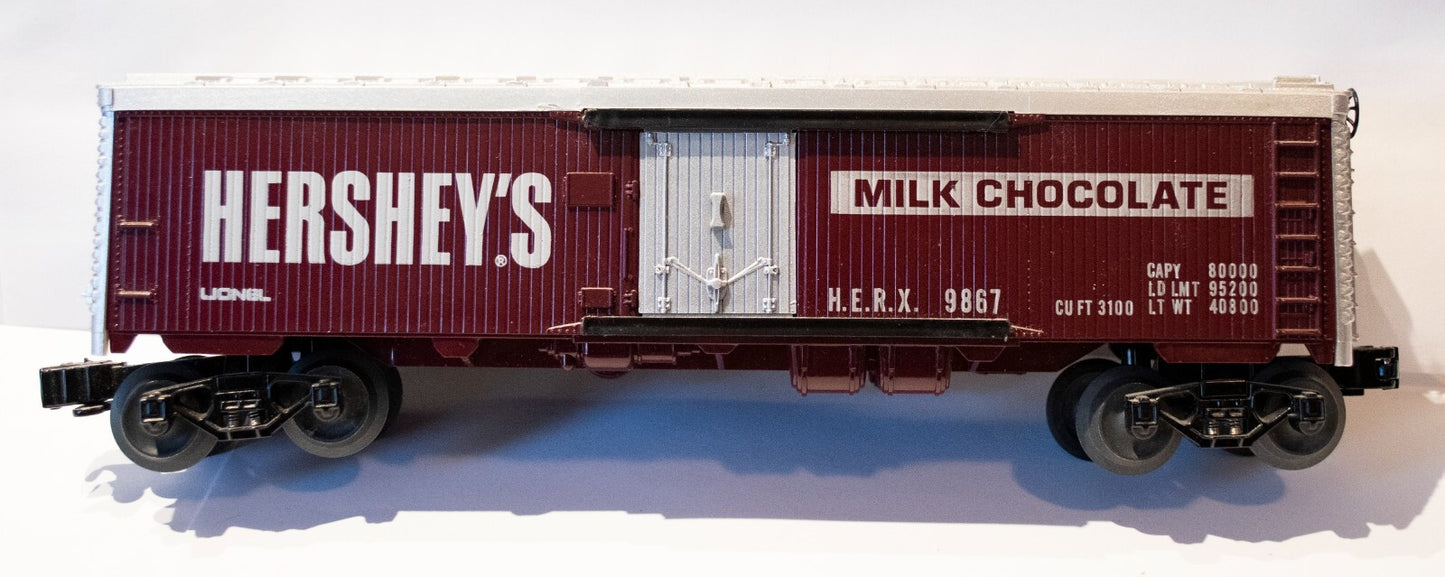 HERSHEY'S®
LIONEL
MILK CHOCOLATE
H.E.R.X. 9867
CU FT 3100
CAPY 80000
LD LMT 95200
LT WT 40800